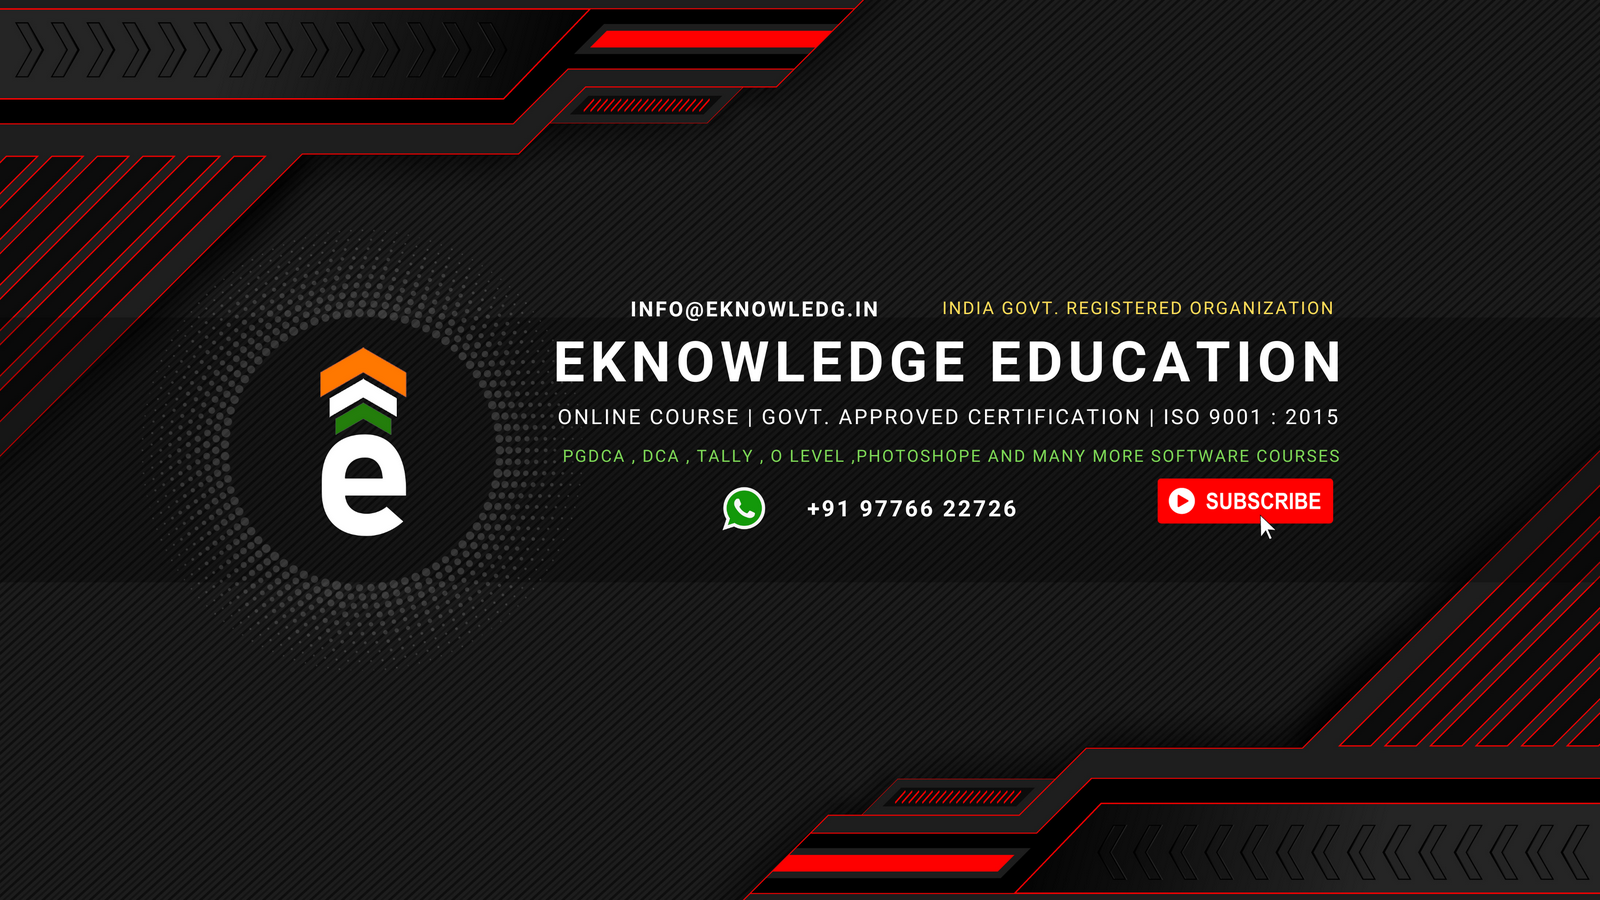 INFO@EKNOWLEDG.IN
INDIA GOVT. REGISTERED ORGANIZATION
EKNOWLEDGE EDUCATION
ONLINE COURSE | GOVT. APPROVED CERTIFICATION | ISO 9001 : 2015
PGDCA , DCA , TALLY , O LEVEL ,PHOTOSHOPE AND MANY MORE SOFTWARE COURSES
+91 97766 22726
SUBSCRIBE
e